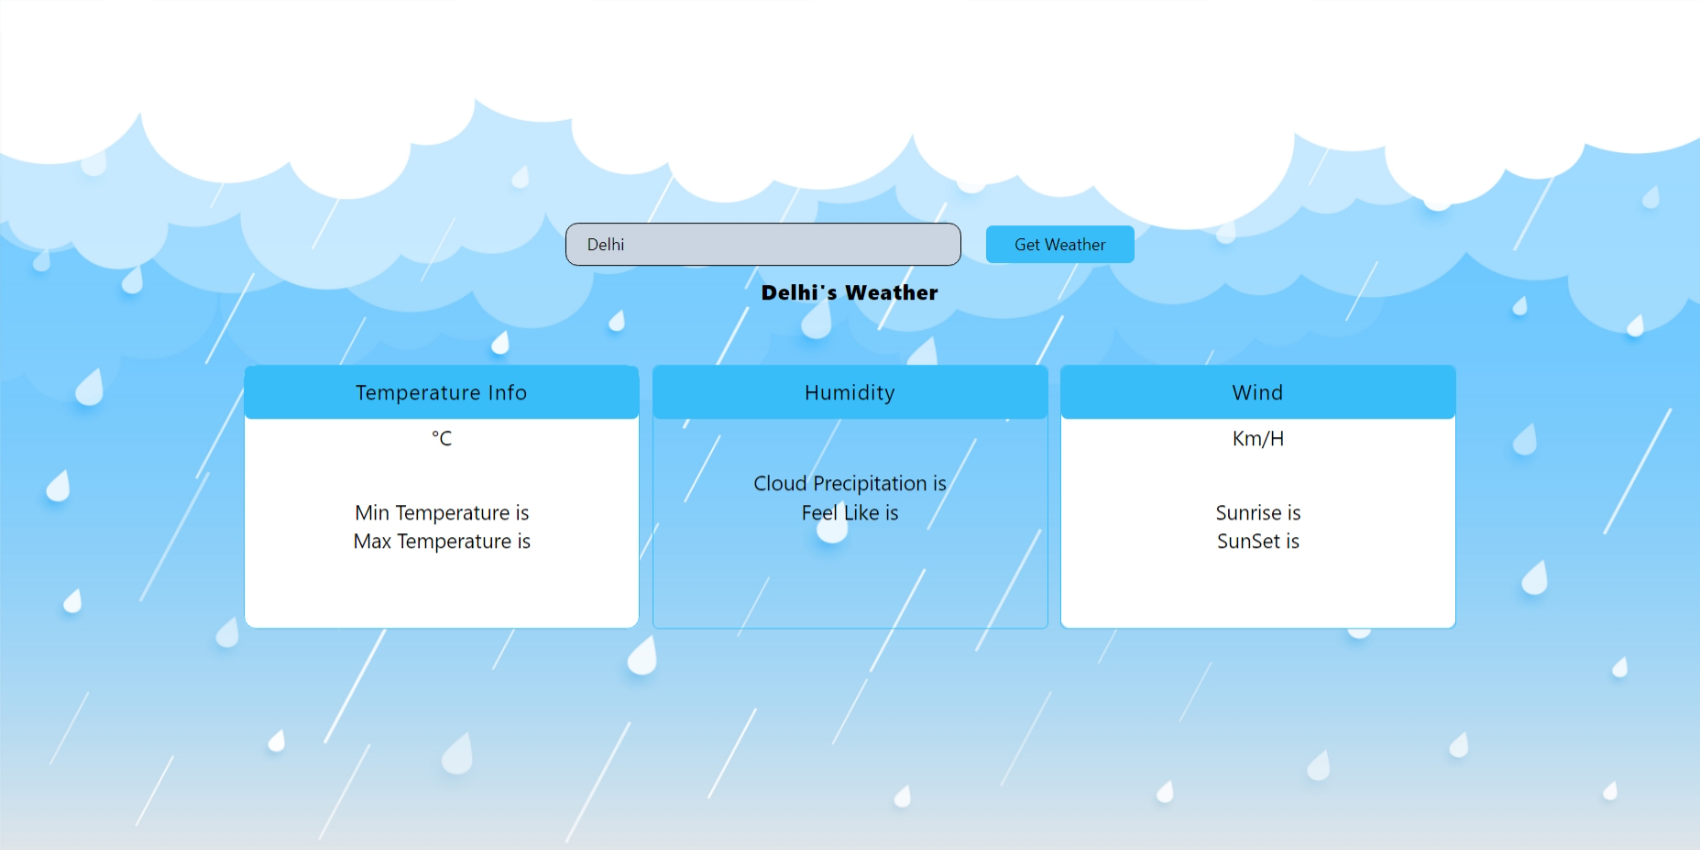 Delhi
Get Weather
Delhi's Weather
Temperature Info
°C
Min Temperature is
Max Temperature is
Humidity
Cloud Precipitation is
Feel Like is
Wind
Km/H
Sunrise is
SunSet is